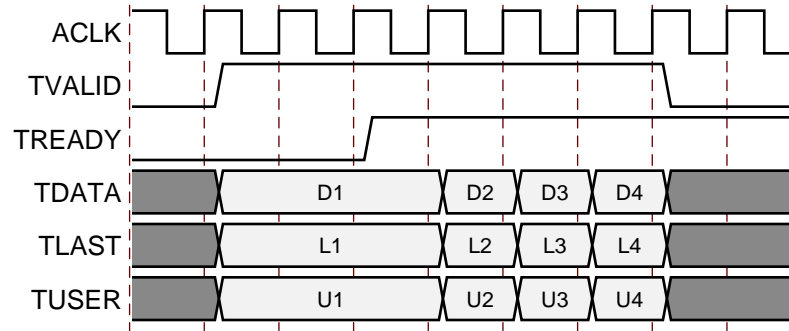 ACLK
TVALID
TREADY
TDATA D1 D2 D3 D4
TLAST L1 L2 L3 L4
TUSER U1 U2 U3 U4